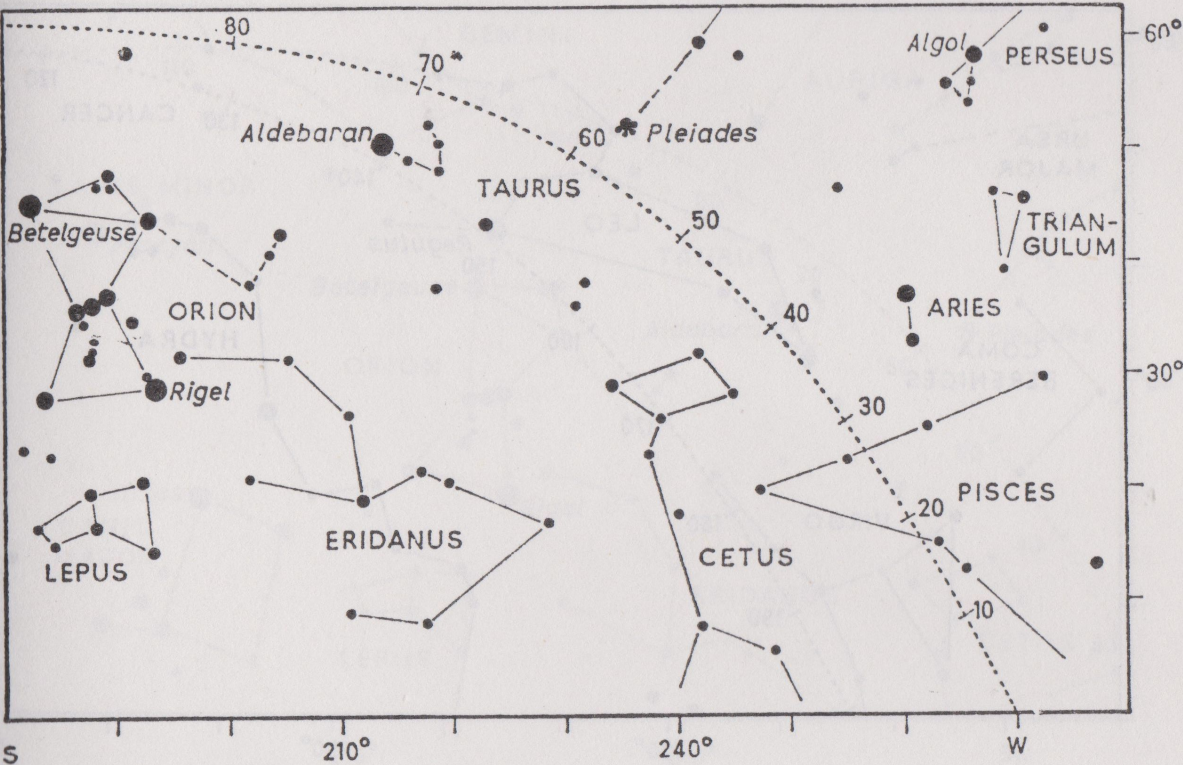 80
60°
Algol
PERSEUS
70
Aldebaran
60
Pleiades
TAURUS
Betelgeuse
50
TRIAN-
GULUM
ORION
40
ARIES
Rigel
30°
30
PISCES
20
ERIDANUS
CETUS
LEPUS
10
S
210°
240°
W